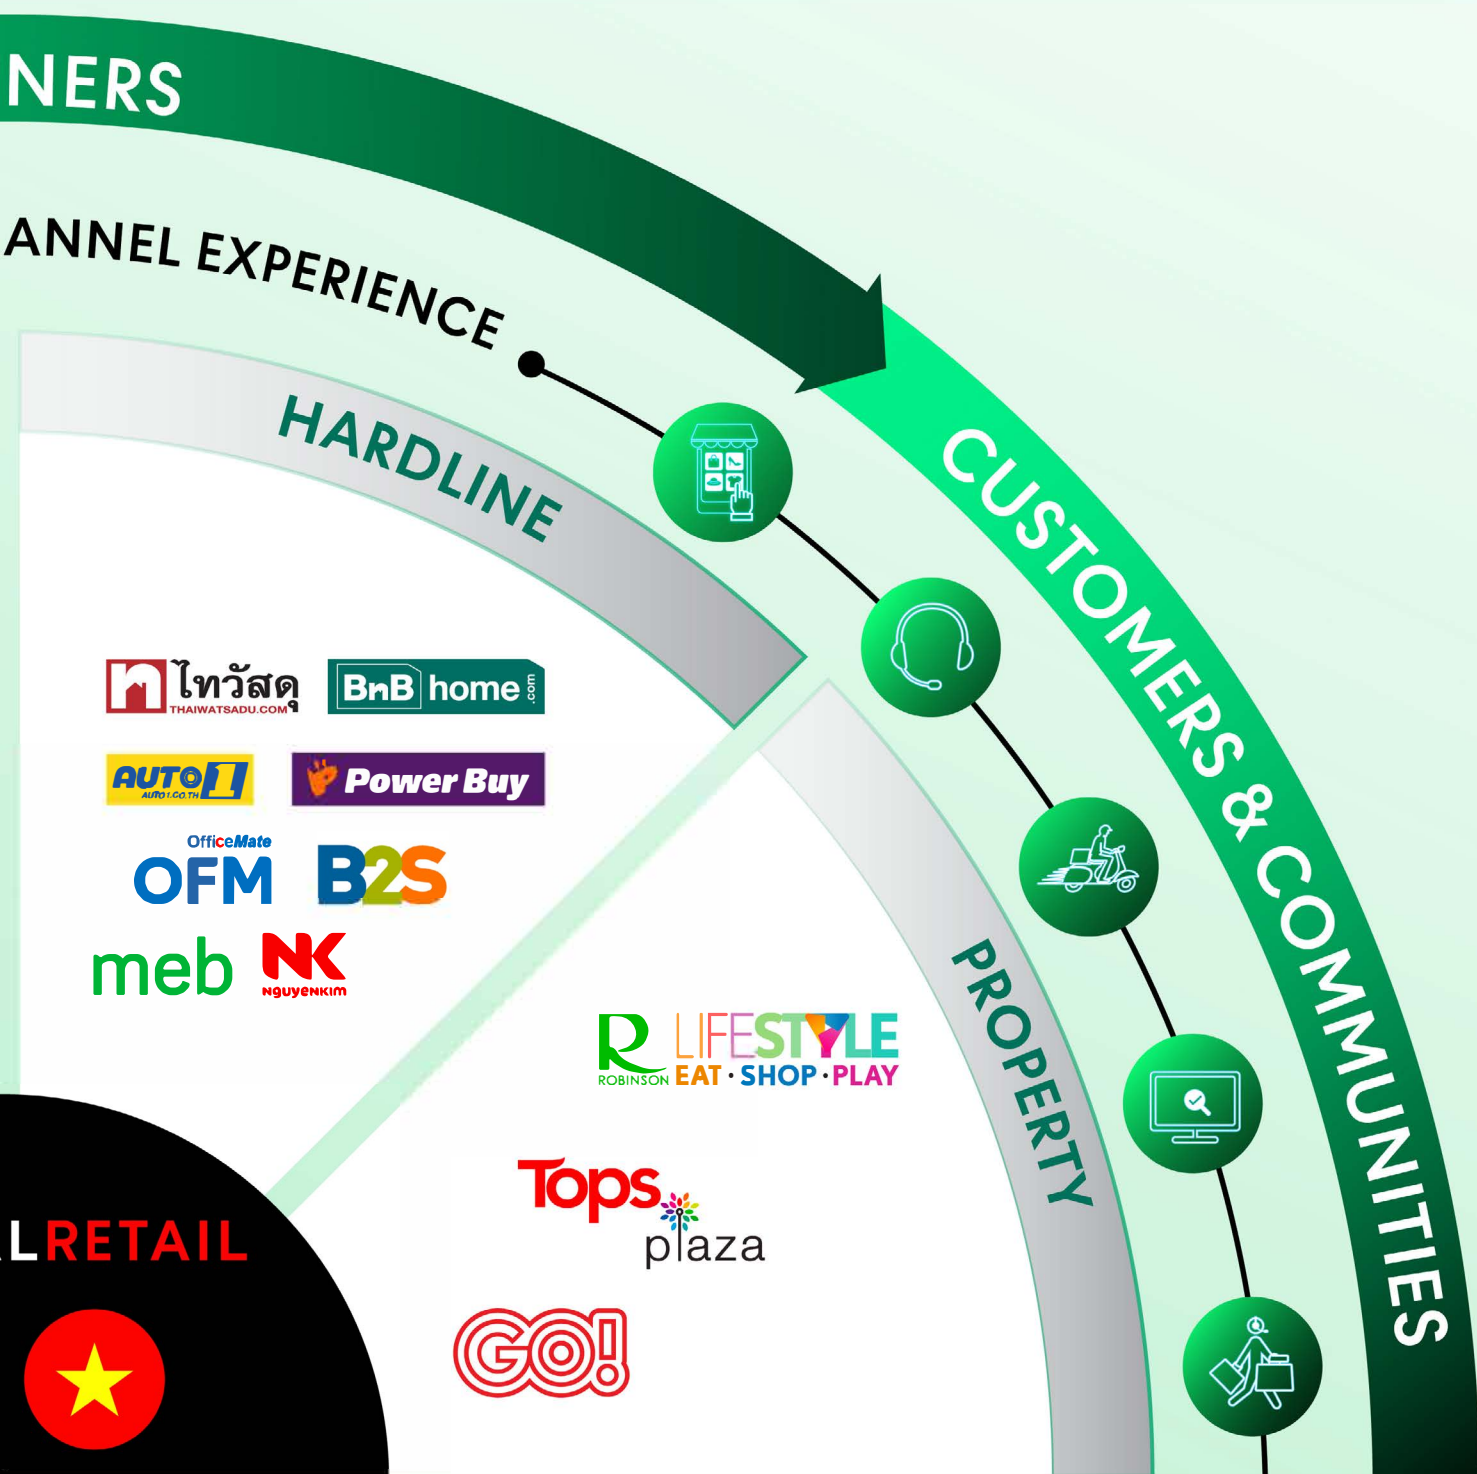 NERS
ANNEL EXPERIENCE
CUSTOMERS & COMMUNITIES
HARDLINE
ไทวัสดุ
THAIWATSADU.COM
BnB home .com
AUTO1
AUTO1.CO.TH
Power Buy
OfficeMate
OFM
B2S
meb
NK
NGUYENKIM
PROPERTY
R LIFESTYLE
ROBINSON EAT · SHOP · PLAY
Tops
plaza
GO!
LRETAIL